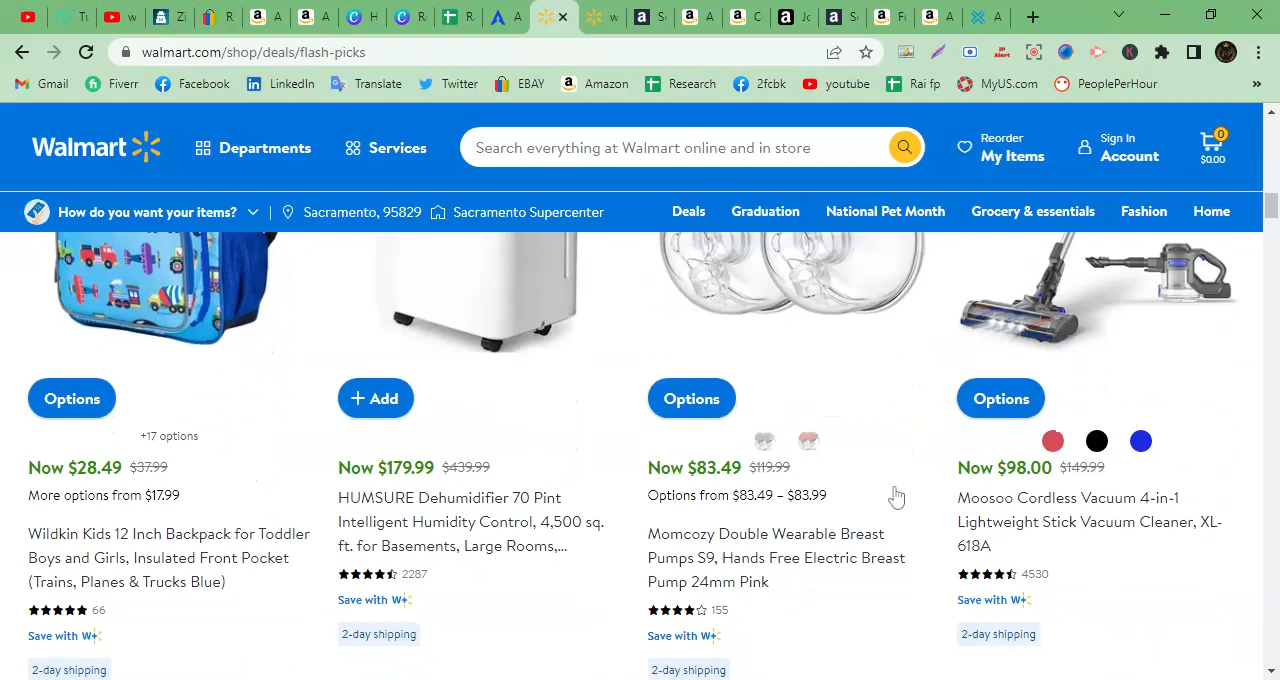 Tu
w
Zi
R
A
A
H
R
R
A
w
S
A
C
Jo
S
F
A
A
walmart.com/shop/deals/flash-picks
Gmail Fiverr Facebook LinkedIn Translate Twitter EBAY Amazon Research 2fcbk youtube Rai fp MyUS.com PeoplePerHour »
Walmart Departments Services Search everything at Walmart online and in store
Reorder
My Items
Sign In
Account
0
$0.00
How do you want your items? | Sacramento, 95829 Sacramento Supercenter Deals Graduation National Pet Month Grocery & essentials Fashion Home
Options
+17 options
Now $28.49 $37.99
More options from $17.99
Wildkin Kids 12 Inch Backpack for Toddler
Boys and Girls, Insulated Front Pocket
(Trains, Planes & Trucks Blue)
66
Save with W+
2-day shipping
+ Add
Now $179.99 $439.99
HUMSURE Dehumidifier 70 Pint
Intelligent Humidity Control, 4,500 sq.
ft. for Basements, Large Rooms,...
2287
Save with W+
2-day shipping
Options
Now $83.49 $119.99
Options from $83.49 – $83.99
Momcozy Double Wearable Breast
Pumps S9, Hands Free Electric Breast
Pump 24mm Pink
155
Save with W+
2-day shipping
Options
Now $98.00 $149.99
Moosoo Cordless Vacuum 4-in-1
Lightweight Stick Vacuum Cleaner, XL-
618A
4530
Save with W+
2-day shipping